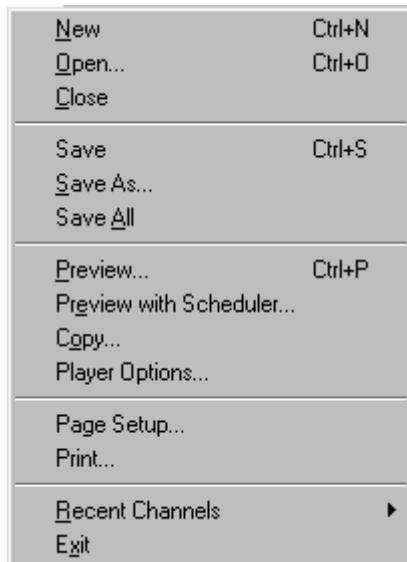 New Ctrl+N
Open... Ctrl+O
Close
Save Ctrl+S
Save As...
Save All
Preview... Ctrl+P
Preview with Scheduler...
Copy...
Player Options...
Page Setup...
Print...
Recent Channels
Exit